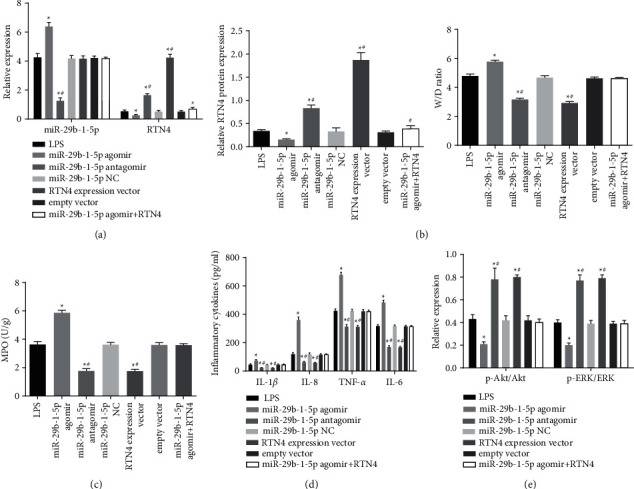 Relative expression
8
6
4
2
0
*
*#
*
*#
*#
*
miR-29b-1-5p
RTN4
LPS
miR-29b-1-5p agomir
miR-29b-1-5p antagomir
miR-29b-1-5p NC
RTN4 expression vector
empty vector
miR-29b-1-5p agomir+RTN4
(a)
Relative RTN4 protein expression
2.5
2.0
1.5
1.0
0.5
0.0
*
*#
*#
#
LPS
miR-29b-1-5p
agomir
miR-29b-1-5p
antagomir
miR-29b-1-5p
NC
RTN4 expression
vector
empty vector
miR-29b-1-5p
agomir+RTN4
W/D ratio
8
6
4
2
0
*
*#
*#
LPS
miR-29b-1-5p
agomir
miR-29b-1-5p
antagomir
miR-29b-1-5p
NC
RTN4 expression
vector
empty vector
miR-29b-1-5p
agomir+RTN4
(b)
MPO (U/g)
8
6
4
2
0
*
*#
*#
LPS
miR-29b-1-5p
agomir
miR-29b-1-5p
antagomir
miR-29b-1-5p
NC
RTN4 expression
vector
empty vector
miR-29b-1-5p
agomir+RTN4
(c)
Inflammatory cytokines (pg/ml)
800
600
400
200
0
*
*#
*#
*
*#
*#
*
*#
*#
*
*#
*#
IL-1β
IL-8
TNF-α
IL-6
LPS
miR-29b-1-5p agomir
miR-29b-1-5p antagomir
miR-29b-1-5p NC
RTN4 expression vector
empty vector
miR-29b-1-5p agomir+RTN4
(d)
Relative expression
1.2
0.9
0.6
0.4
0.0
*
*#
*#
*
*#
*#
p-Akt/Akt
p-ERK/ERK
LPS
miR-29b-1-5p agomir
miR-29b-1-5p antagomir
miR-29b-1-5p NC
RTN4 expression vector
empty vector
miR-29b-1-5p agomir+RTN4
(e)